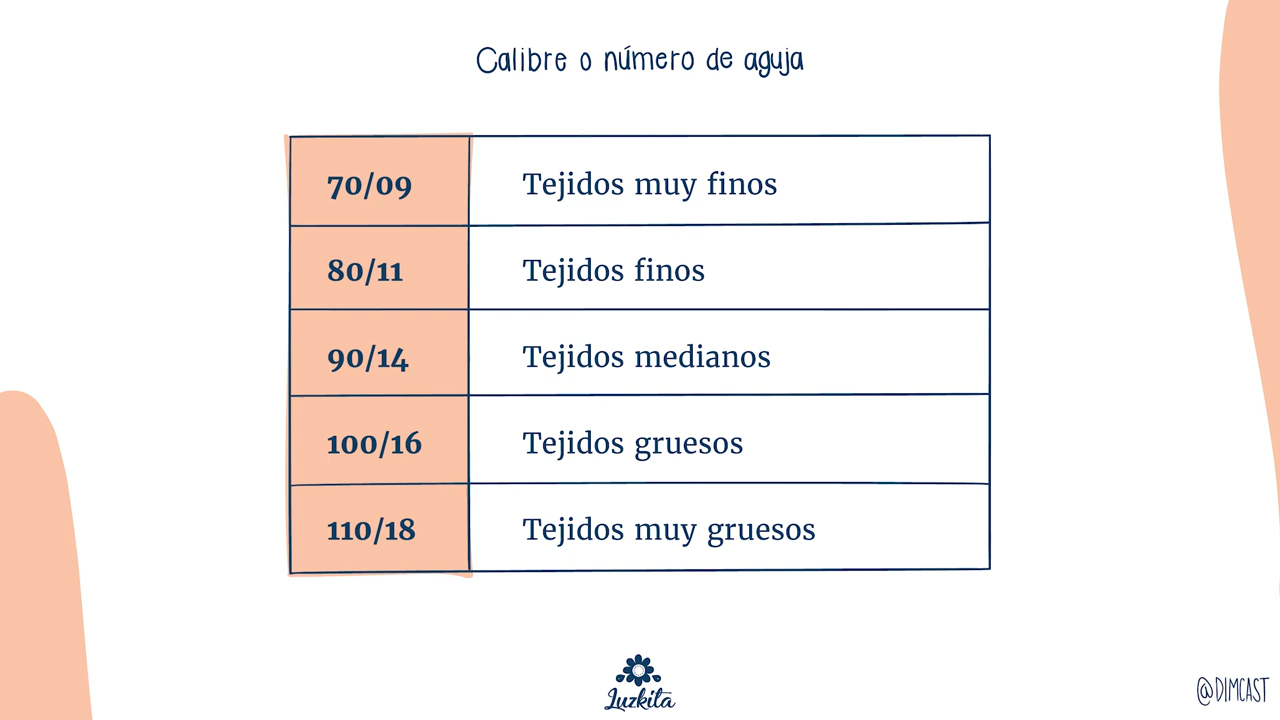 Calibre o número de aguja
70/09 Tejidos muy finos
80/11 Tejidos finos
90/14 Tejidos medianos
100/16 Tejidos gruesos
110/18 Tejidos muy gruesos
Luzkita
@DIMCAST